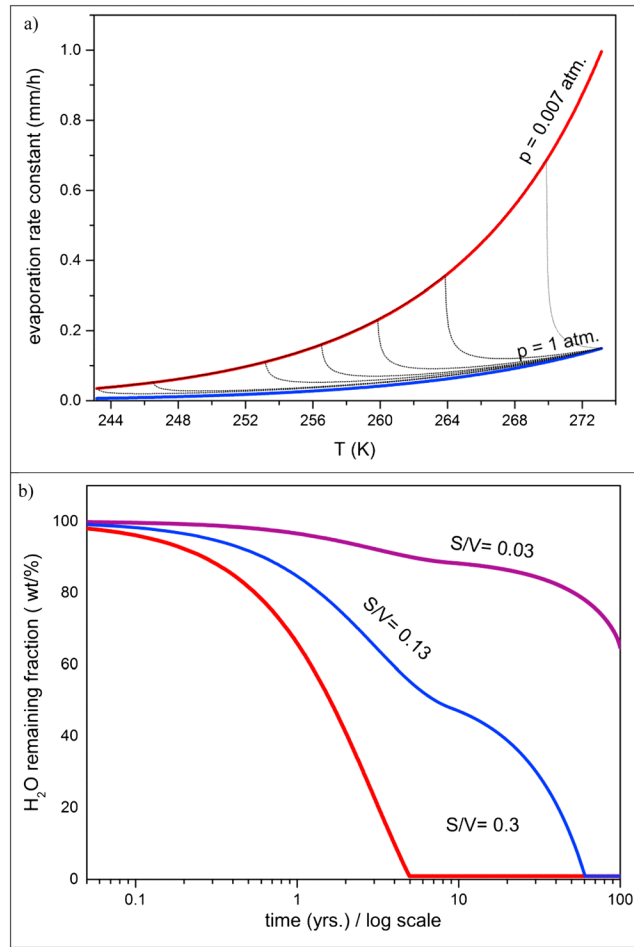 a)
1.0
0.8
0.6
0.4
0.2
0.0
evaporation rate constant (mm/h)
p = 0.007 atm.
p = 1 atm.
244 248 252 256 260 264 268 272
T (K)
b)
100
80
60
40
20
0
H₂O remaining fraction ( wt/%)
S/V= 0.03
S/V= 0.13
S/V= 0.3
0.1 1 10 100
time (yrs.) / log scale